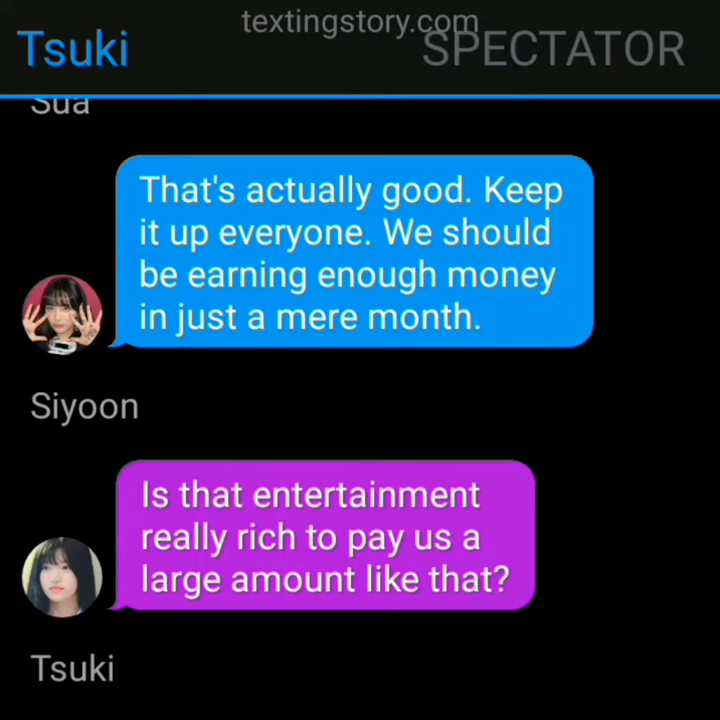 textingstory.com
Tsuki
SPECTATOR
Sua
That's actually good. Keep
it up everyone. We should
be earning enough money
in just a mere month.
Siyoon
Is that entertainment
really rich to pay us a
large amount like that?
Tsuki